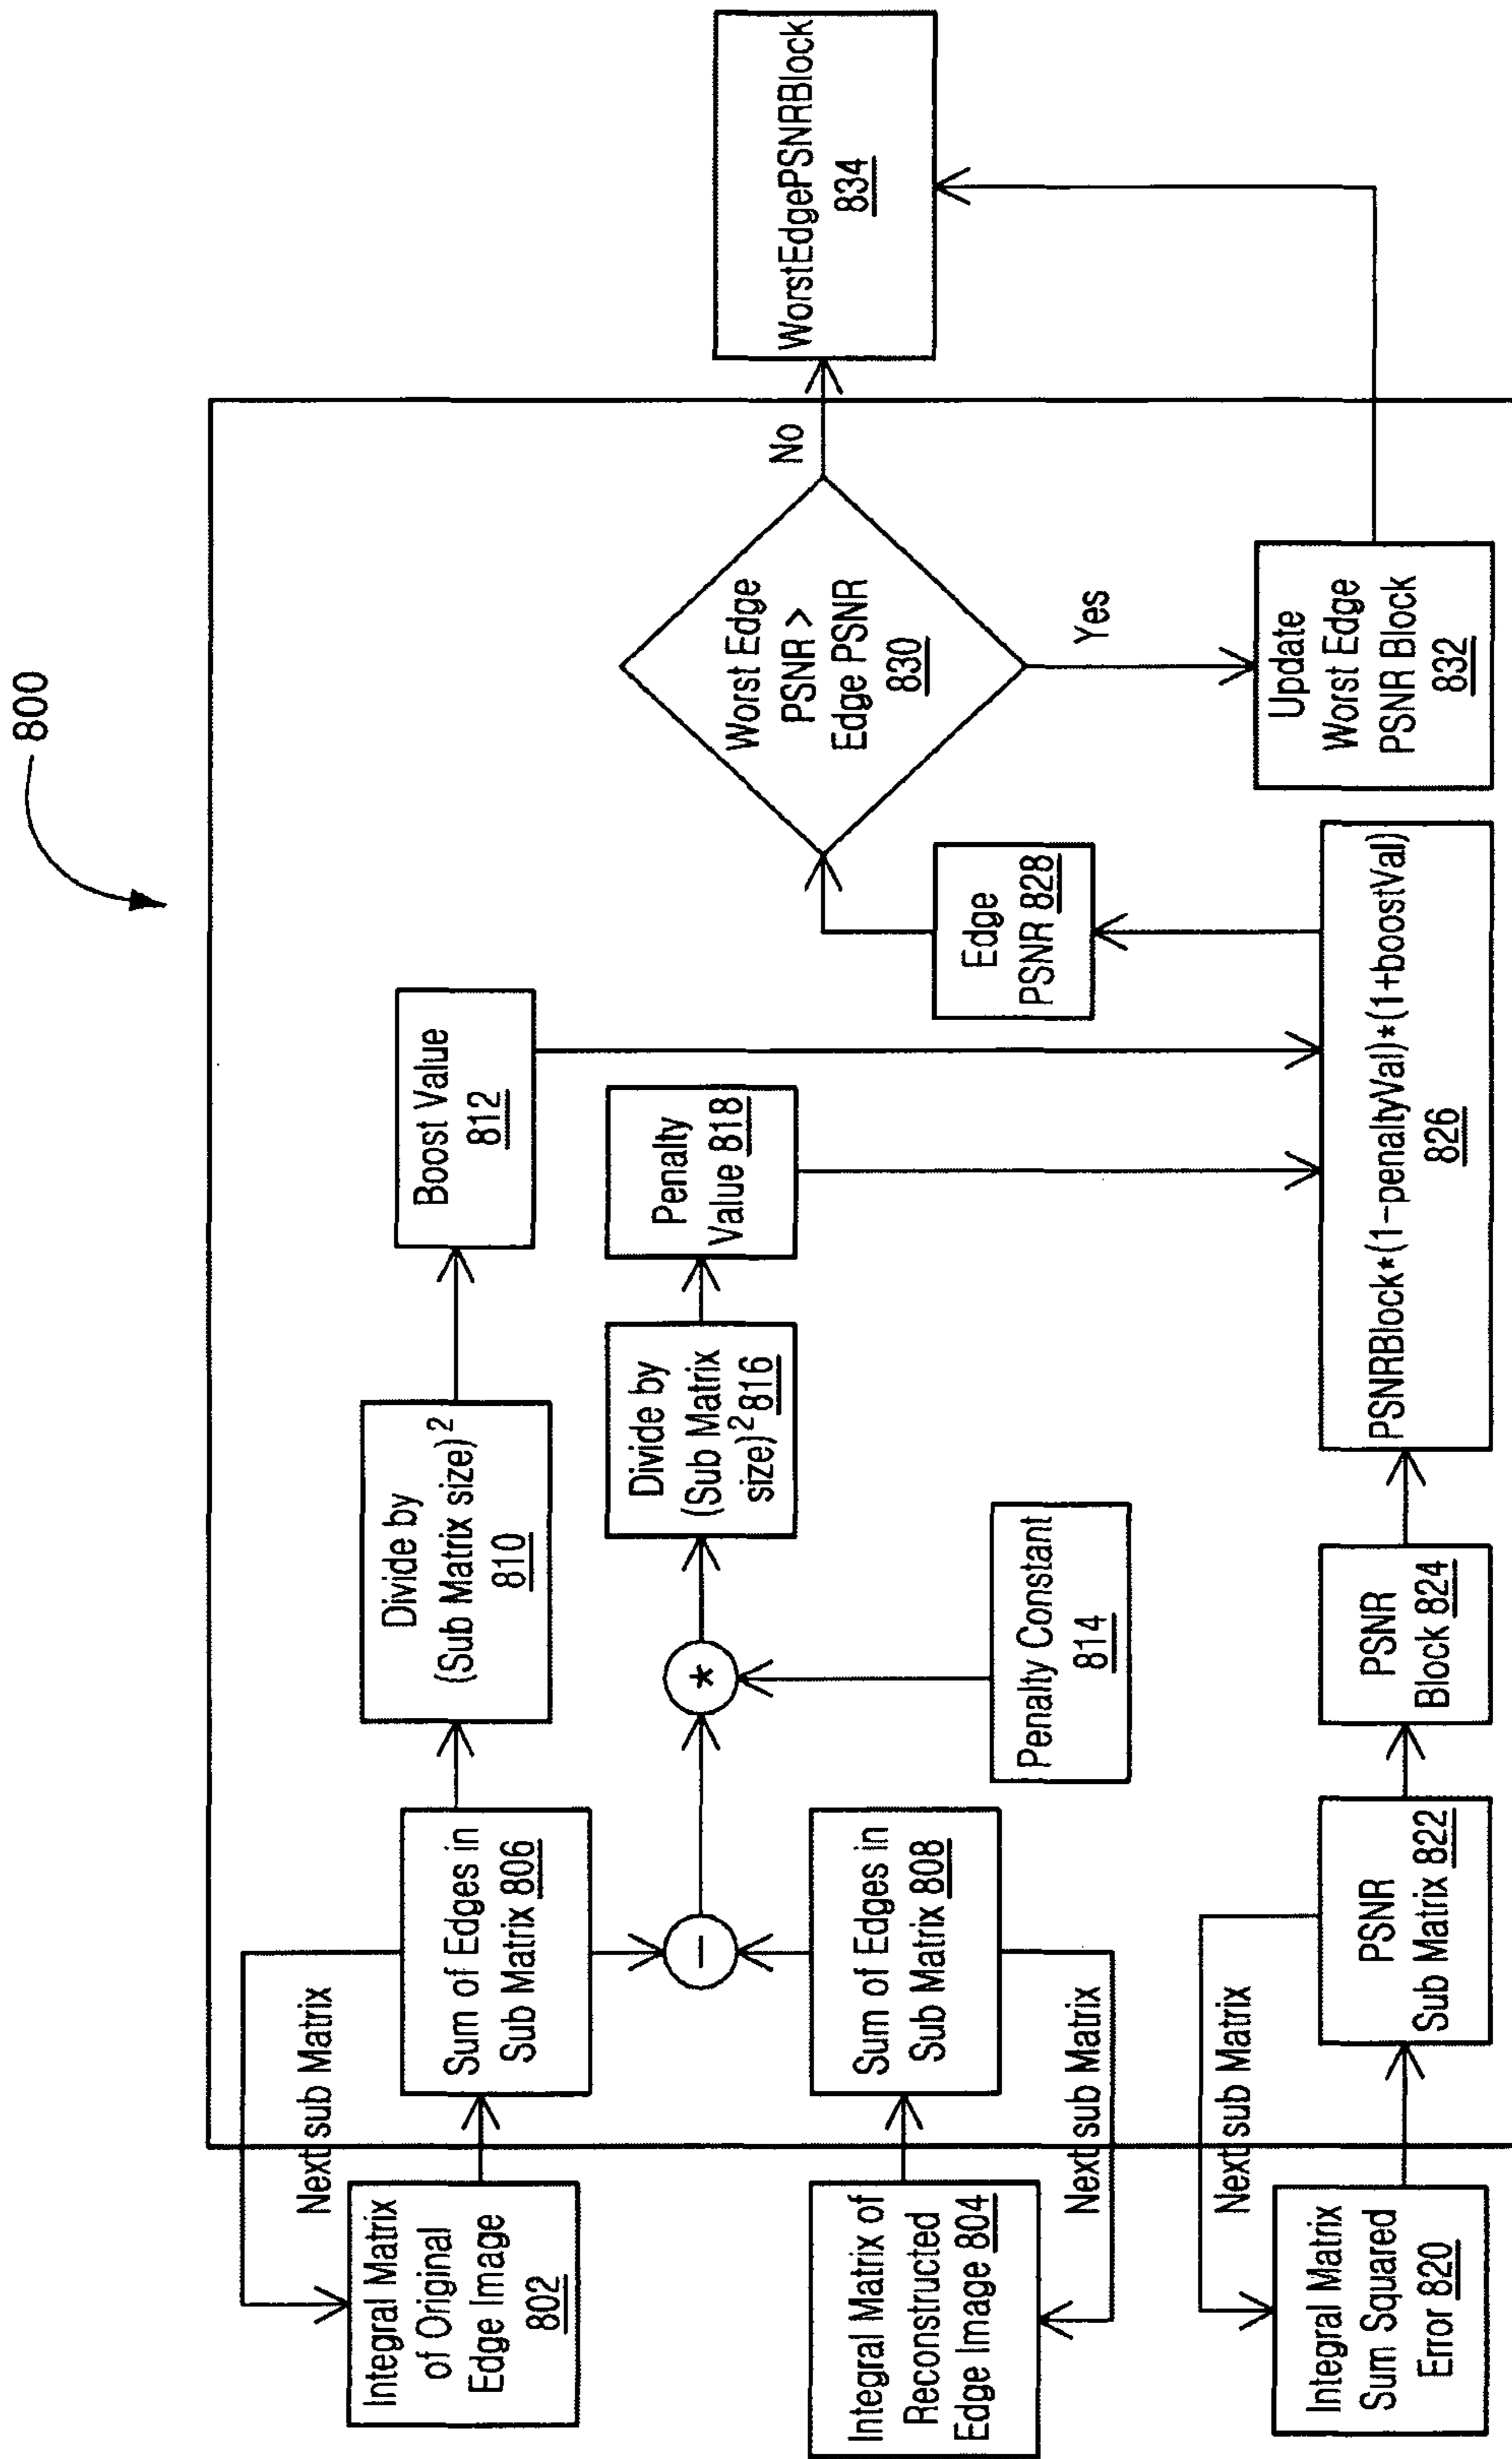 800
Integral Matrix
of Original
Edge Image
802
Next sub Matrix
Sum of Edges in
Sub Matrix 806
Divide by
(Sub Matrix size)²
810
Boost Value
812
Integral Matrix of
Reconstructed
Edge Image 804
Next sub Matrix
Sum of Edges in
Sub Matrix 808
-
*
Penalty Constant
814
Divide by
(Sub Matrix
size)² 816
Penalty
Value 818
Integral Matrix
Sum Squared
Error 820
Next sub Matrix
PSNR
Sub Matrix 822
PSNR
Block 824
PSNRBlock*(1-penaltyVal)*(1+boostVal)
826
Edge
PSNR 828
Worst Edge
PSNR >
Edge PSNR
830
No
Yes
Update
Worst Edge
PSNR Block
832
WorstEdgePSNRBlock
834